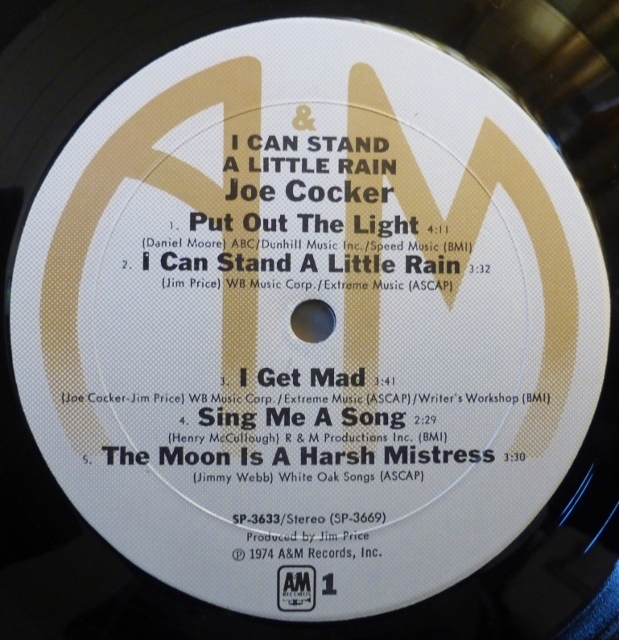 &
I CAN STAND
A LITTLE RAIN
Joe Cocker
1. Put Out The Light 4:11
(Daniel Moore) ABC/Dunhill Music Inc./Speed Music (BMI)
2. I Can Stand A Little Rain 3:32
(Jim Price) WB Music Corp./Extreme Music (ASCAP)
3. I Get Mad 3:41
(Joe Cocker-Jim Price) WB Music Corp./Extreme Music (ASCAP)/Writer's Workshop (BMI)
4. Sing Me A Song 2:29
(Henry McCullough) R & M Productions Inc. (BMI)
5. The Moon Is A Harsh Mistress 3:30
(Jimmy Webb) White Oak Songs (ASCAP)
SP-3633/Stereo (SP-3669)
Produced by Jim Price
℗ 1974 A&M Records, Inc.
AM RECORDS 1